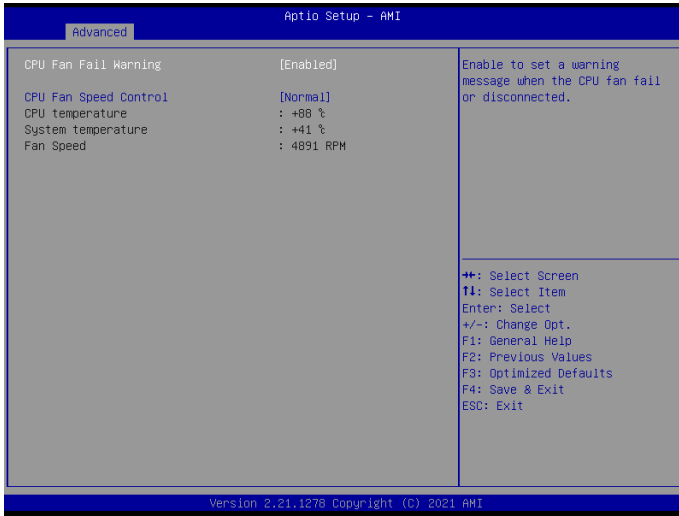 Aptio Setup – AMI
Advanced
CPU Fan Fail Warning [Enabled]
CPU Fan Speed Control [Normal]
CPU temperature : +88 ℃
System temperature : +41 ℃
Fan Speed : 4891 RPM
Enable to set a warning
message when the CPU fan fail
or disconnected.
→←: Select Screen
↑↓: Select Item
Enter: Select
+/-: Change Opt.
F1: General Help
F2: Previous Values
F3: Optimized Defaults
F4: Save & Exit
ESC: Exit
Version 2.21.1278 Copyright (C) 2021 AMI